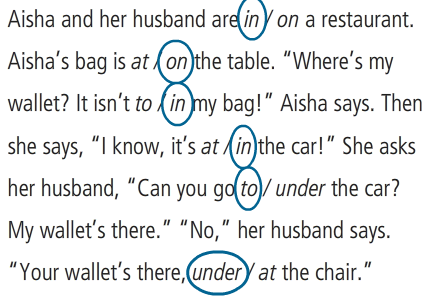 Aisha and her husband are in / on a restaurant.
Aisha's bag is at / on the table. "Where's my
wallet? It isn't to / in my bag!" Aisha says. Then
she says, "I know, it's at / in the car!" She asks
her husband, "Can you go to / under the car?
My wallet's there." "No," her husband says.
"Your wallet's there, under / at the chair."